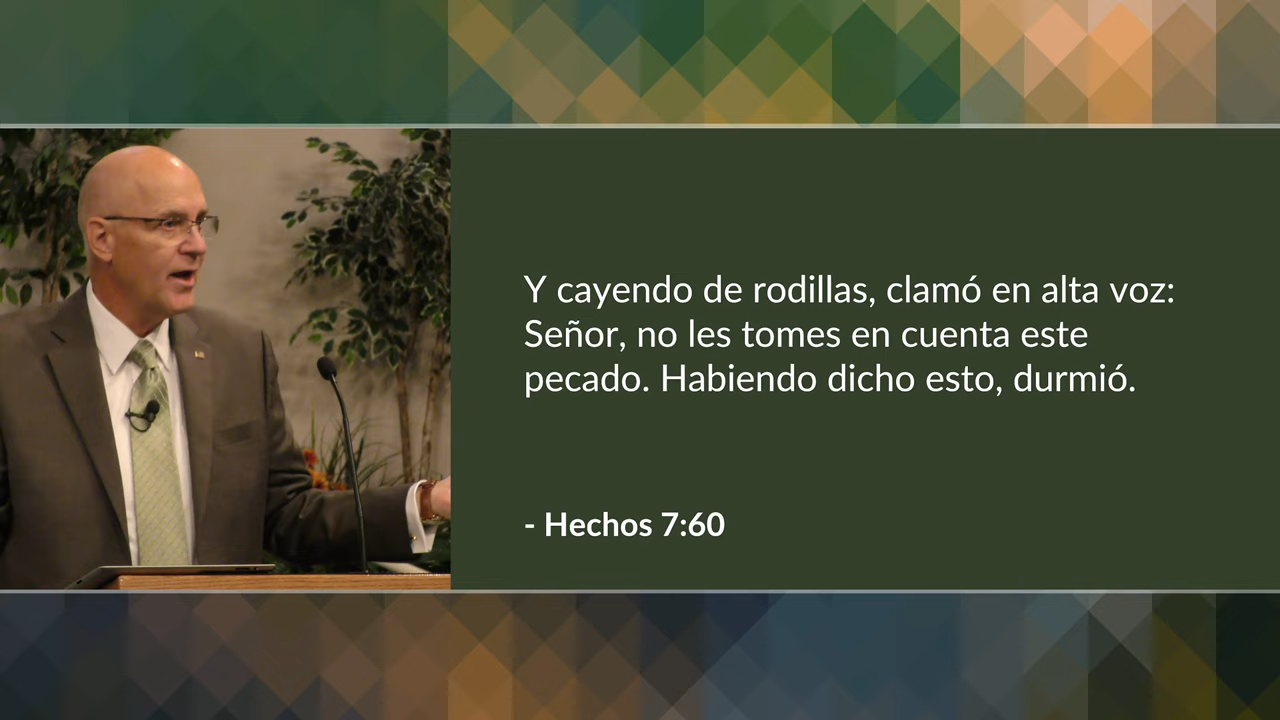 Y cayendo de rodillas, clamó en alta voz:
Señor, no les tomes en cuenta este
pecado. Habiendo dicho esto, durmió.
- Hechos 7:60